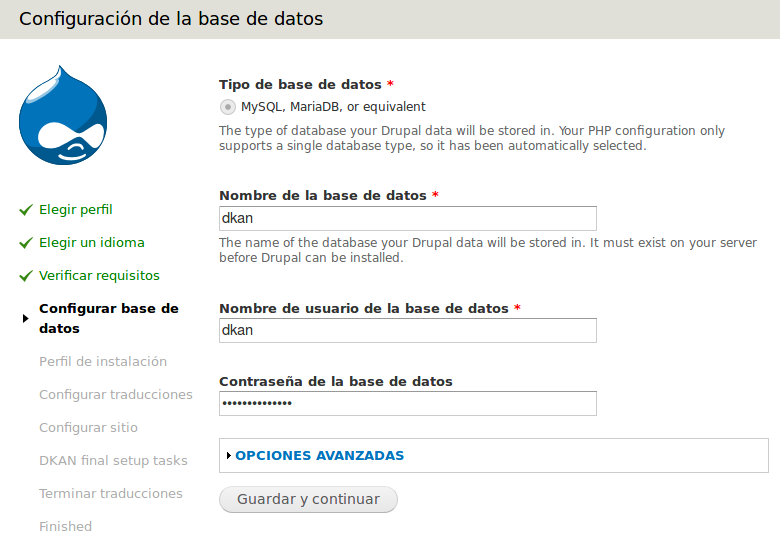 Configuración de la base de datos
Elegir perfil
Elegir un idioma
Verificar requisitos
Configurar base de
datos
Perfil de instalación
Configurar traducciones
Configurar sitio
DKAN final setup tasks
Terminar traducciones
Finished
Tipo de base de datos *
MySQL, MariaDB, or equivalent
The type of database your Drupal data will be stored in. Your PHP configuration only
supports a single database type, so it has been automatically selected.
Nombre de la base de datos *
dkan
The name of the database your Drupal data will be stored in. It must exist on your server
before Drupal can be installed.
Nombre de usuario de la base de datos *
dkan
Contraseña de la base de datos
••••••••••••••
OPCIONES AVANZADAS
Guardar y continuar